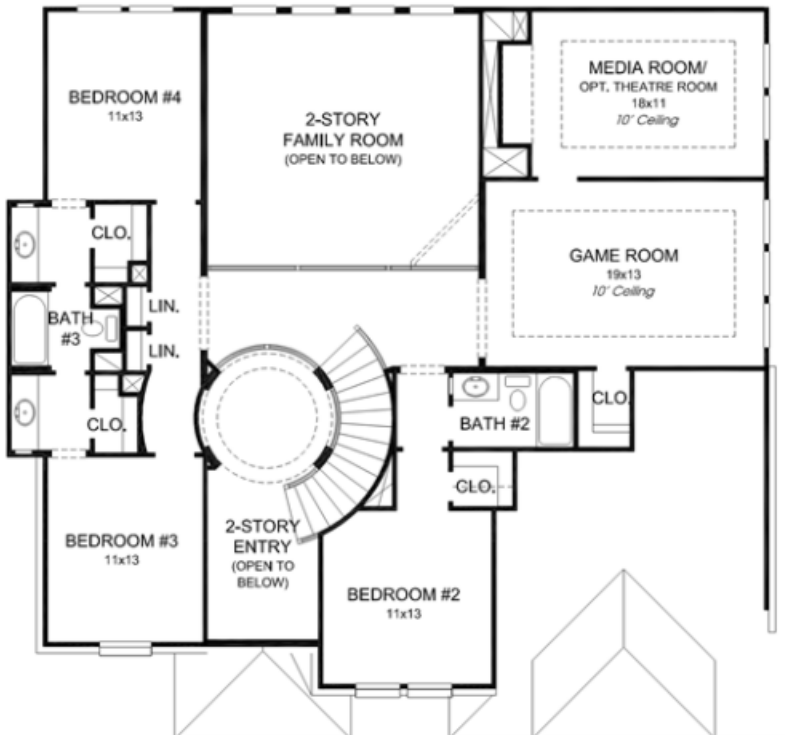 BEDROOM #4
11x13
2-STORY
FAMILY ROOM
(OPEN TO BELOW)
MEDIA ROOM/
OPT. THEATRE ROOM
18x11
10' Ceiling
CLO.
GAME ROOM
19x13
10' Ceiling
LIN.
BATH
#3
LIN.
CLO.
BATH #2
CLO.
CLO.
BEDROOM #3
11x13
2-STORY
ENTRY
(OPEN TO
BELOW)
BEDROOM #2
11x13